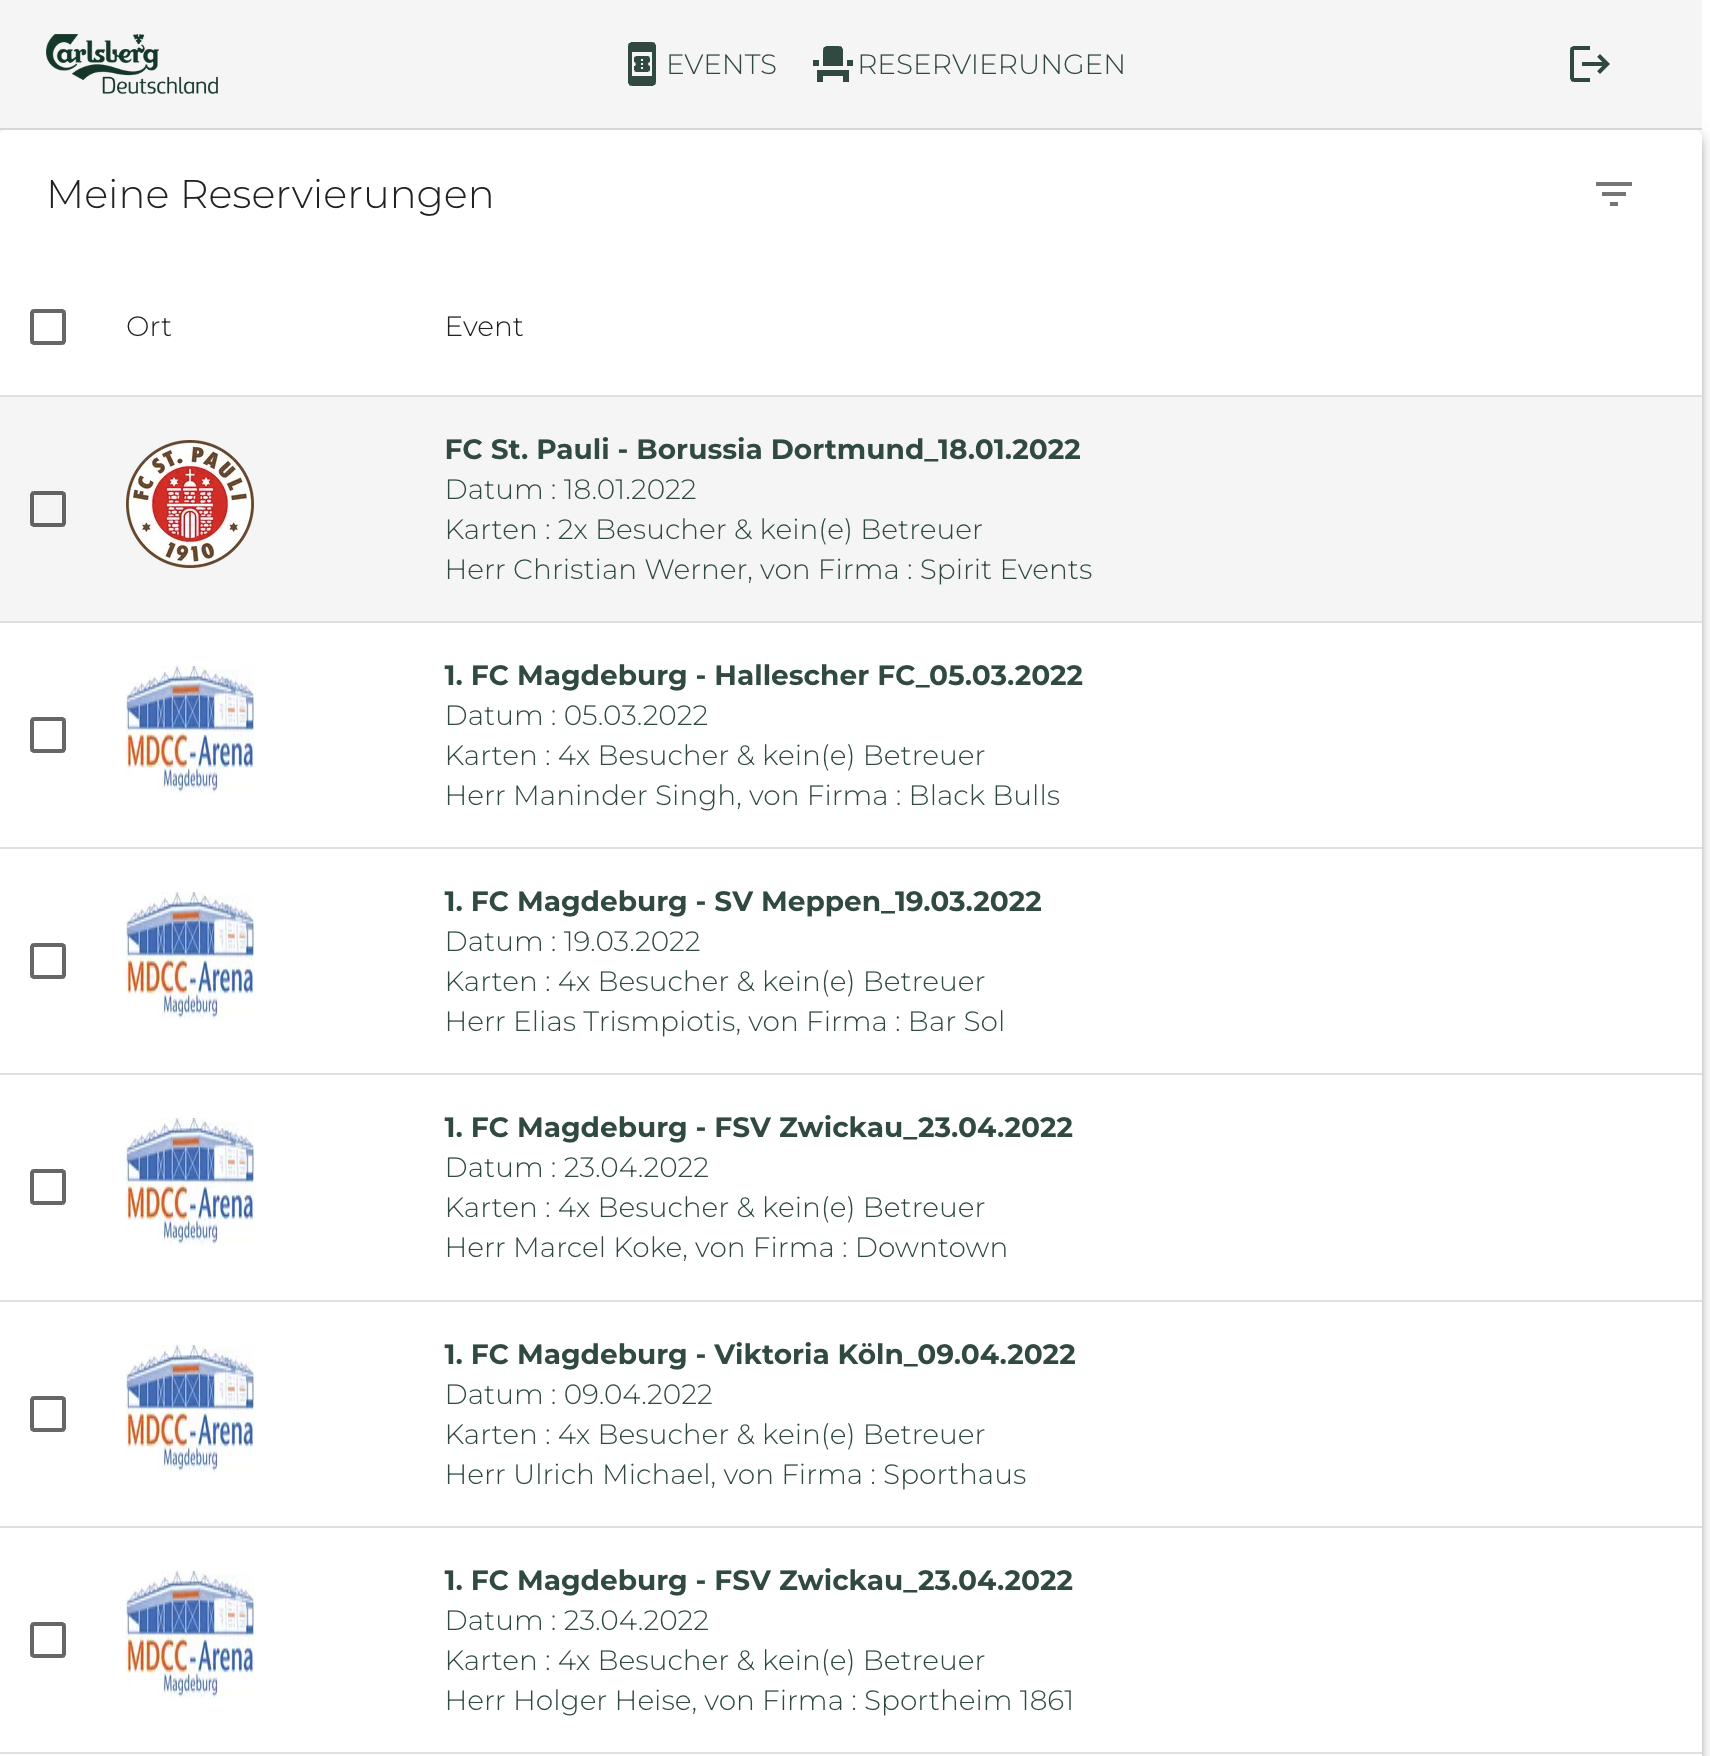 Carlsberg
Deutschland
EVENTS
RESERVIERUNGEN
Meine Reservierungen
Ort Event
FC ST. PAULI
1910
FC St. Pauli - Borussia Dortmund_18.01.2022
Datum : 18.01.2022
Karten : 2x Besucher & kein(e) Betreuer
Herr Christian Werner, von Firma : Spirit Events
MDCC-Arena
Magdeburg
1. FC Magdeburg - Hallescher FC_05.03.2022
Datum : 05.03.2022
Karten : 4x Besucher & kein(e) Betreuer
Herr Maninder Singh, von Firma : Black Bulls
MDCC-Arena
Magdeburg
1. FC Magdeburg - SV Meppen_19.03.2022
Datum : 19.03.2022
Karten : 4x Besucher & kein(e) Betreuer
Herr Elias Trismpiotis, von Firma : Bar Sol
MDCC-Arena
Magdeburg
1. FC Magdeburg - FSV Zwickau_23.04.2022
Datum : 23.04.2022
Karten : 4x Besucher & kein(e) Betreuer
Herr Marcel Koke, von Firma : Downtown
MDCC-Arena
Magdeburg
1. FC Magdeburg - Viktoria Köln_09.04.2022
Datum : 09.04.2022
Karten : 4x Besucher & kein(e) Betreuer
Herr Ulrich Michael, von Firma : Sporthaus
MDCC-Arena
Magdeburg
1. FC Magdeburg - FSV Zwickau_23.04.2022
Datum : 23.04.2022
Karten : 4x Besucher & kein(e) Betreuer
Herr Holger Heise, von Firma : Sportheim 1861